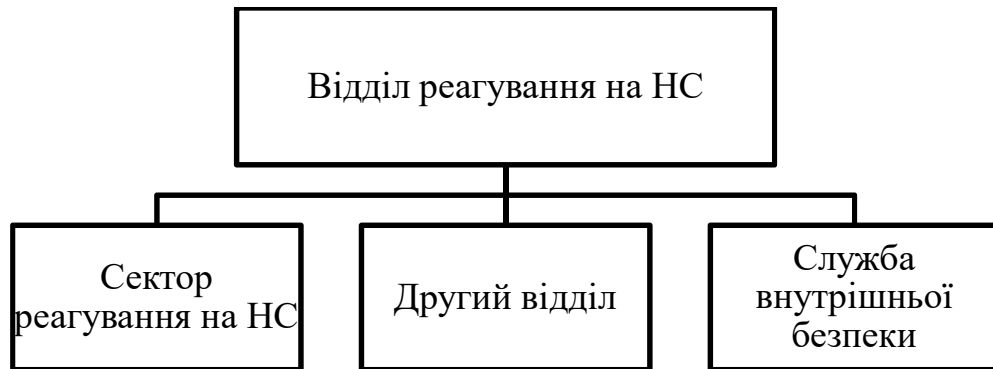 Відділ реагування на НС
Сектор
реагування на НС
Другий відділ
Служба
внутрішньої
безпеки